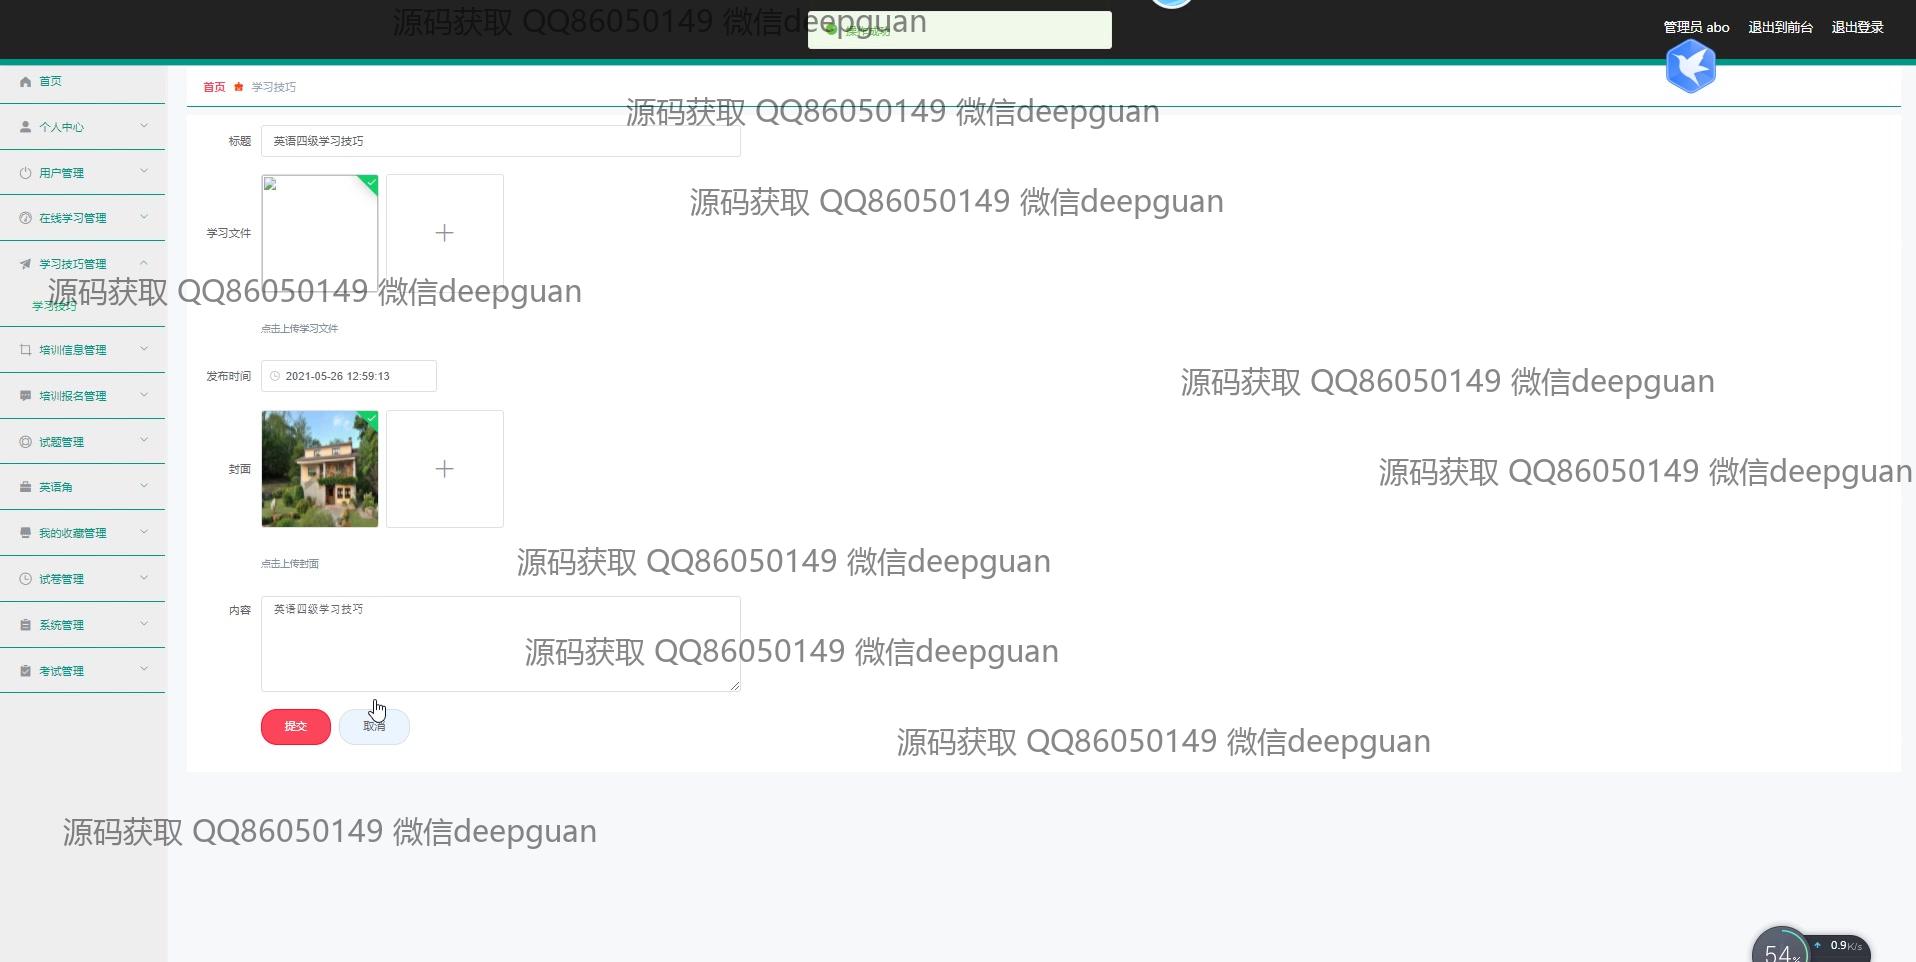 源码获取 QQ86050149 微信deepguan
操作成功
管理员 abo 退出到前台 退出登录
首页
个人中心
用户管理
在线学习管理
学习技巧管理
学习技巧
培训信息管理
培训报名管理
试题管理
英语角
我的收藏管理
试卷管理
系统管理
考试管理
首页 学习技巧
源码获取 QQ86050149 微信deepguan
标题 英语四级学习技巧
源码获取 QQ86050149 微信deepguan
学习文件
源码获取 QQ86050149 微信deepguan
点击上传学习文件
发布时间 2021-05-26 12:59:13
源码获取 QQ86050149 微信deepguan
封面
源码获取 QQ86050149 微信deepguan
点击上传封面
源码获取 QQ86050149 微信deepguan
内容 英语四级学习技巧
源码获取 QQ86050149 微信deepguan
提交 取消
源码获取 QQ86050149 微信deepguan
源码获取 QQ86050149 微信deepguan
54% 0.9K/s